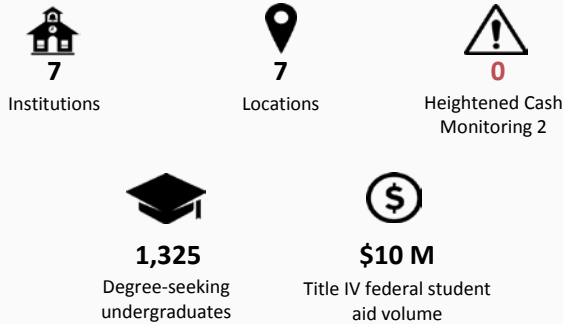 7
Institutions
7
Locations
0
Heightened Cash
Monitoring 2
1,325
Degree-seeking
undergraduates
$
$10 M
Title IV federal student
aid volume